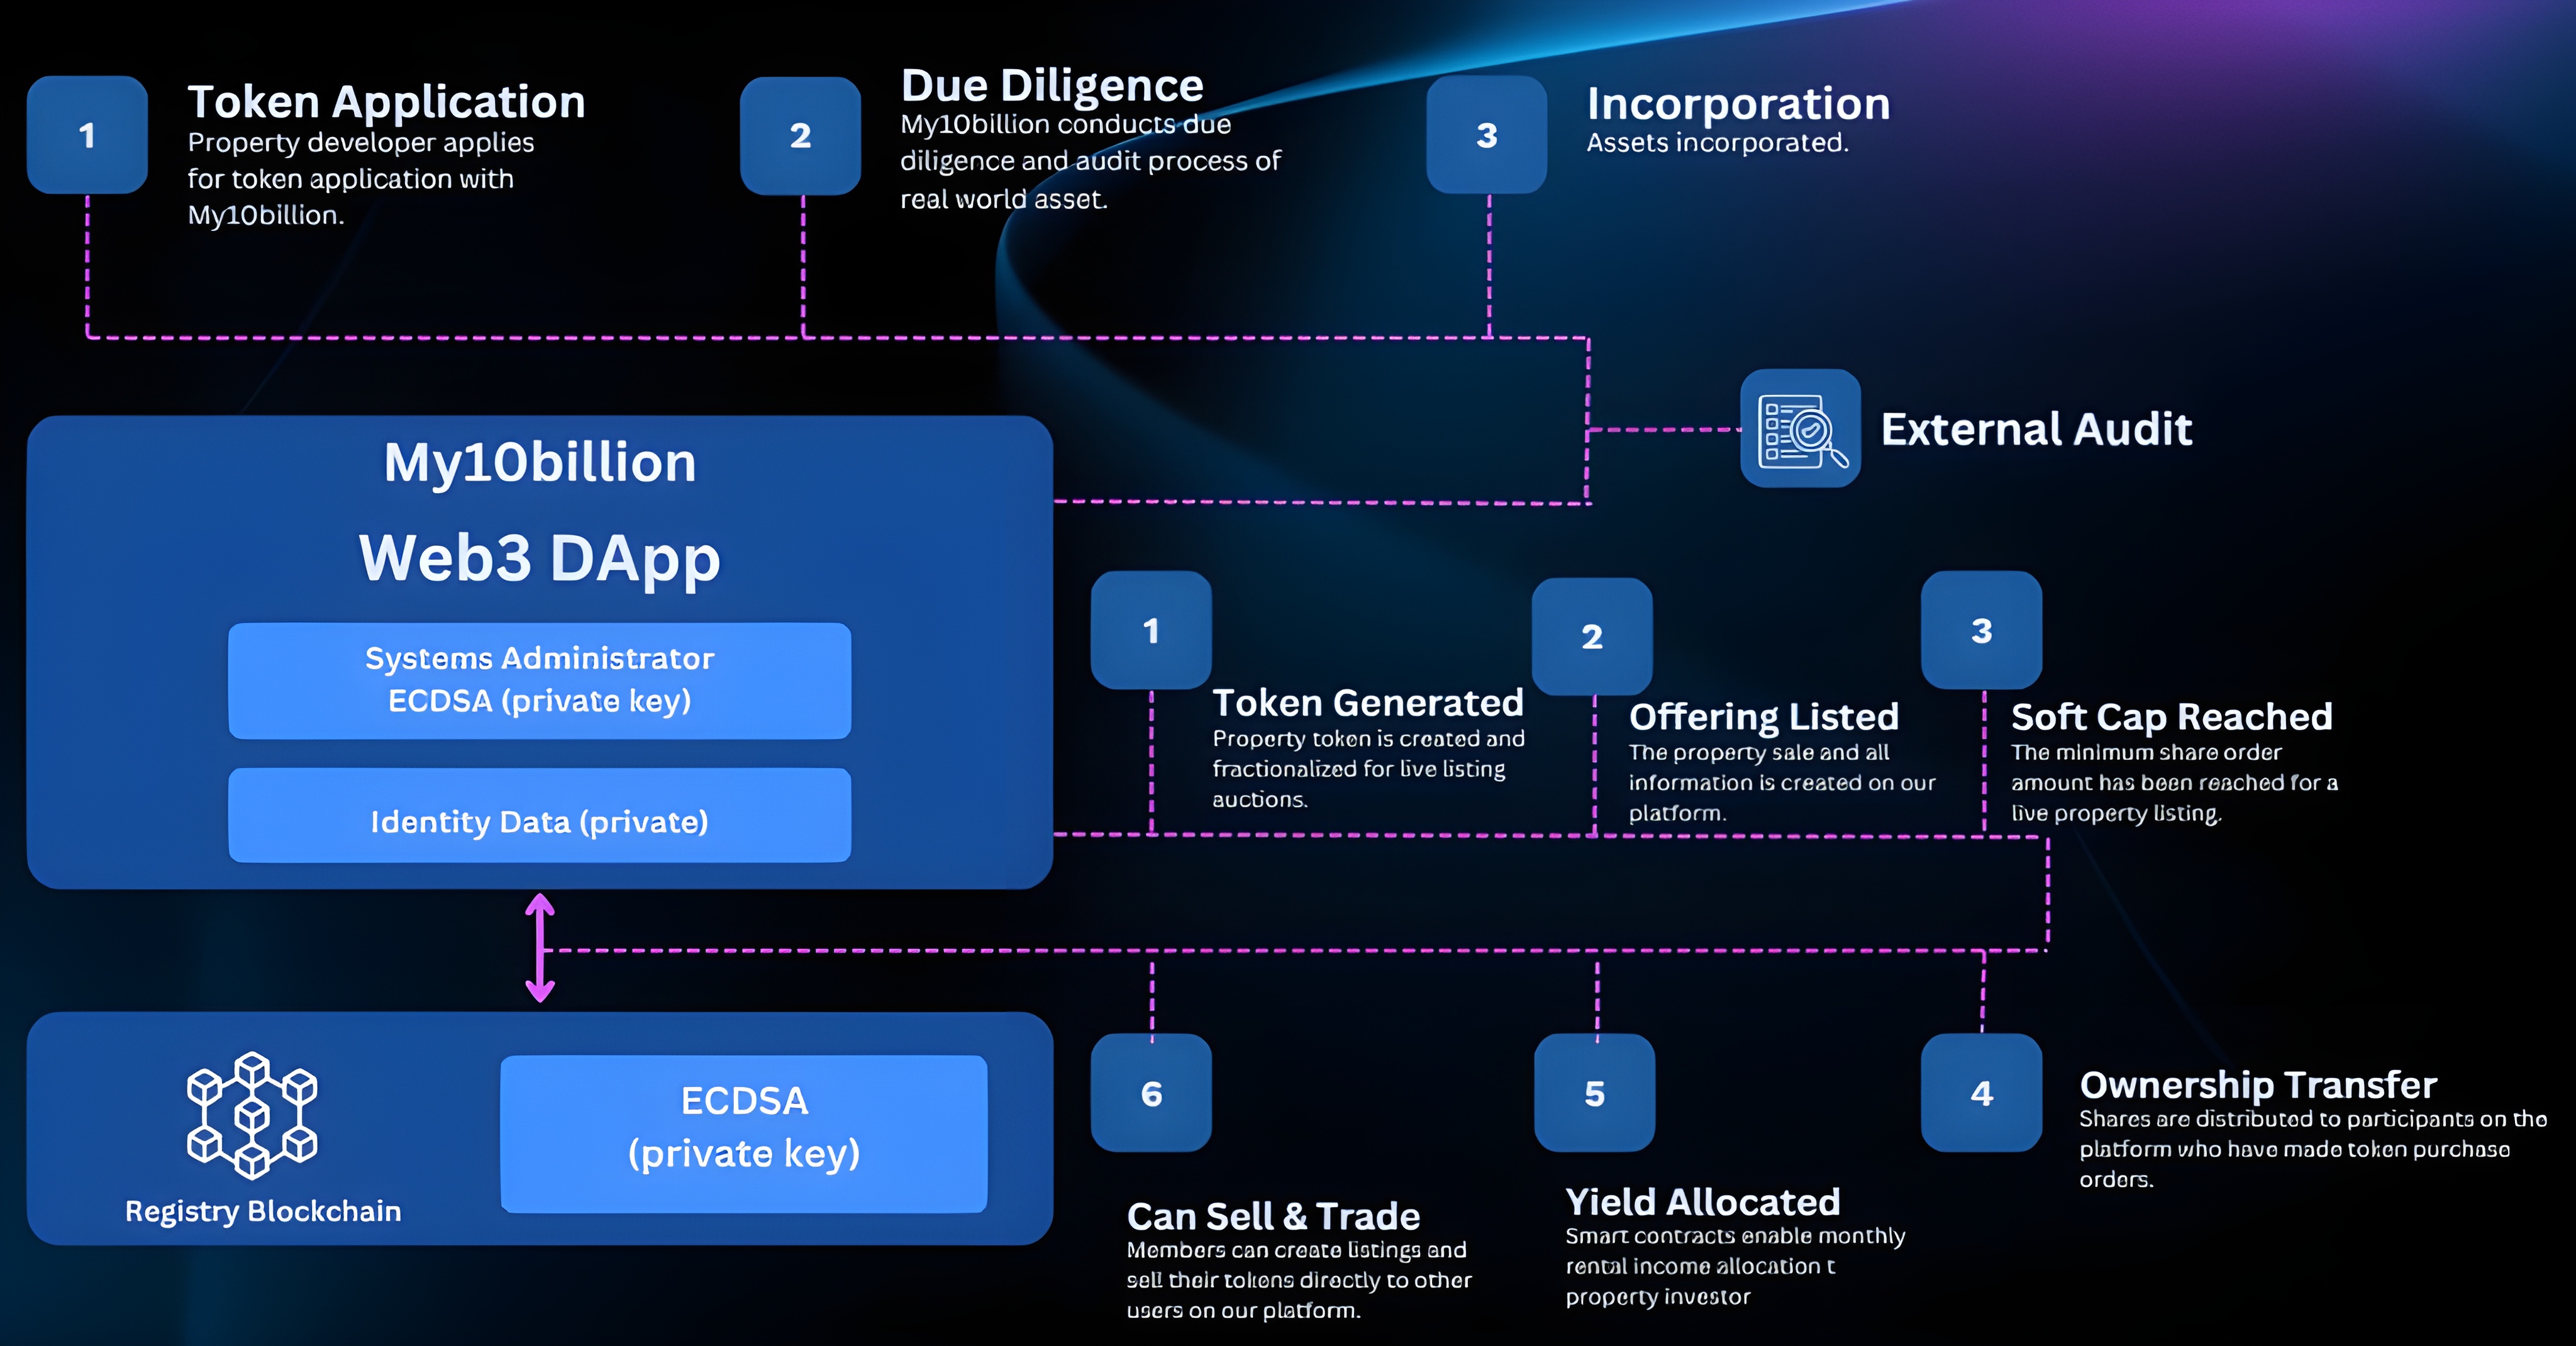 1
Token Application
Property developer applies
for token application with
My10billion.
2
Due Diligence
My10billion conducts due
diligence and audit process of
real world asset.
3
Incorporation
Assets incorporated.
External Audit
My10billion
Web3 DApp
Systems Administrator
ECDSA (private key)
Identity Data (private)
1
Token Generated
Property token is created and
fractionalized for live listing
auctions.
2
Offering Listed
The property sale and all
information is created on our
platform.
3
Soft Cap Reached
The minimum share order
amount has been reached for a
live property listing.
Registry Blockchain
ECDSA
(private key)
6
Can Sell & Trade
Members can create listings and
sell their tokens directly to other
users on our platform.
5
Yield Allocated
Smart contracts enable monthly
rental income allocation t
property investor
4
Ownership Transfer
Shares are distributed to participants on the
platform who have made token purchase
orders.